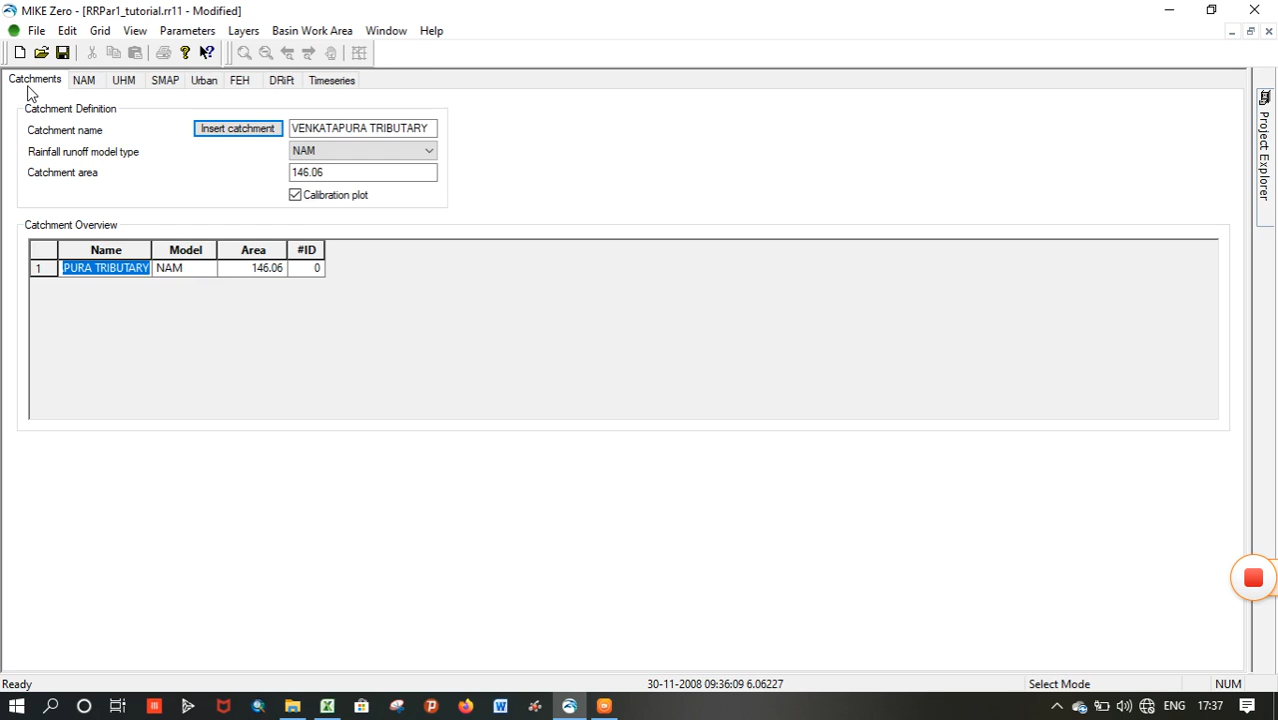 MIKE Zero - [RRPar1_tutorial.rr11 - Modified]
File Edit Grid View Parameters Layers Basin Work Area Window Help
Catchments NAM UHM SMAP Urban FEH DRiFt Timeseries
Catchment Definition
Catchment name Insert catchment VENKATAPURA TRIBUTARY
Rainfall runoff model type NAM
Catchment area 146.06
Calibration plot
Catchment Overview
Name Model Area #ID
1 PURA TRIBUTARY NAM 146.06 0
Project Explorer
Ready 30-11-2008 09:36:09 6.06227 Select Mode NUM
ENG 17:37